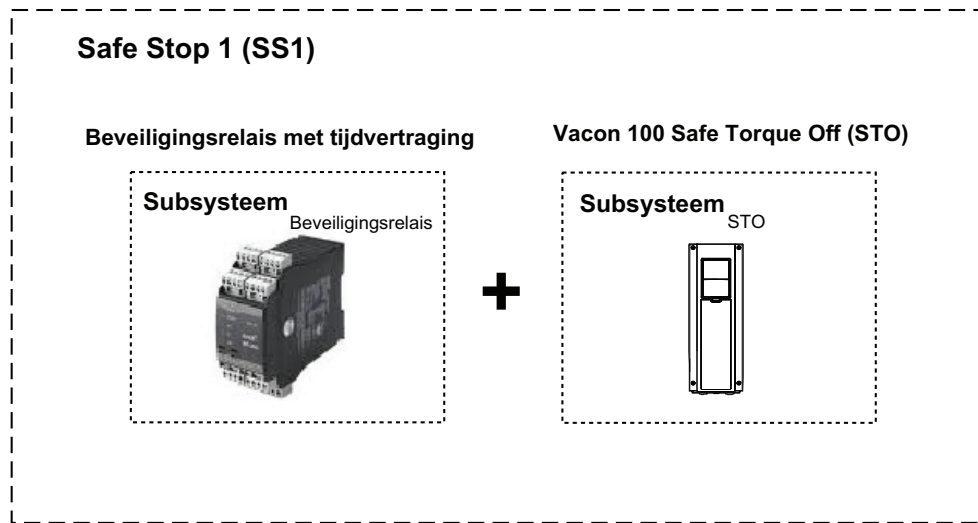 Safe Stop 1 (SS1)
Beveiligingsrelais met tijdvertraging
Vacon 100 Safe Torque Off (STO)
Subsysteem
Beveiligingsrelais
Subsysteem
STO